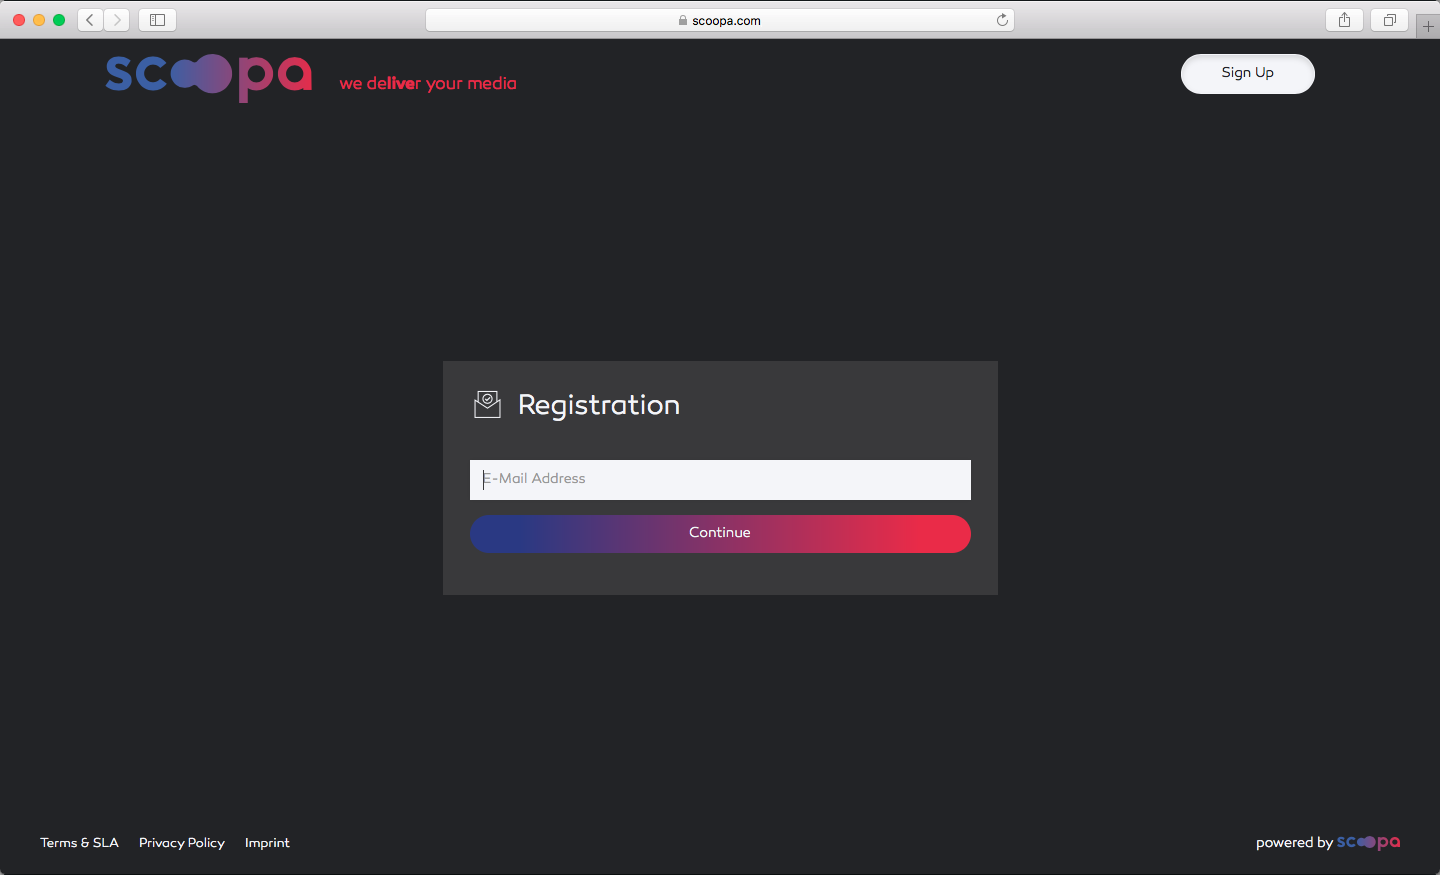 scoopa.com
scoopa
we deliver your media
Sign Up
Registration
E-Mail Address
Continue
Terms & SLA
Privacy Policy
Imprint
powered by scoopa